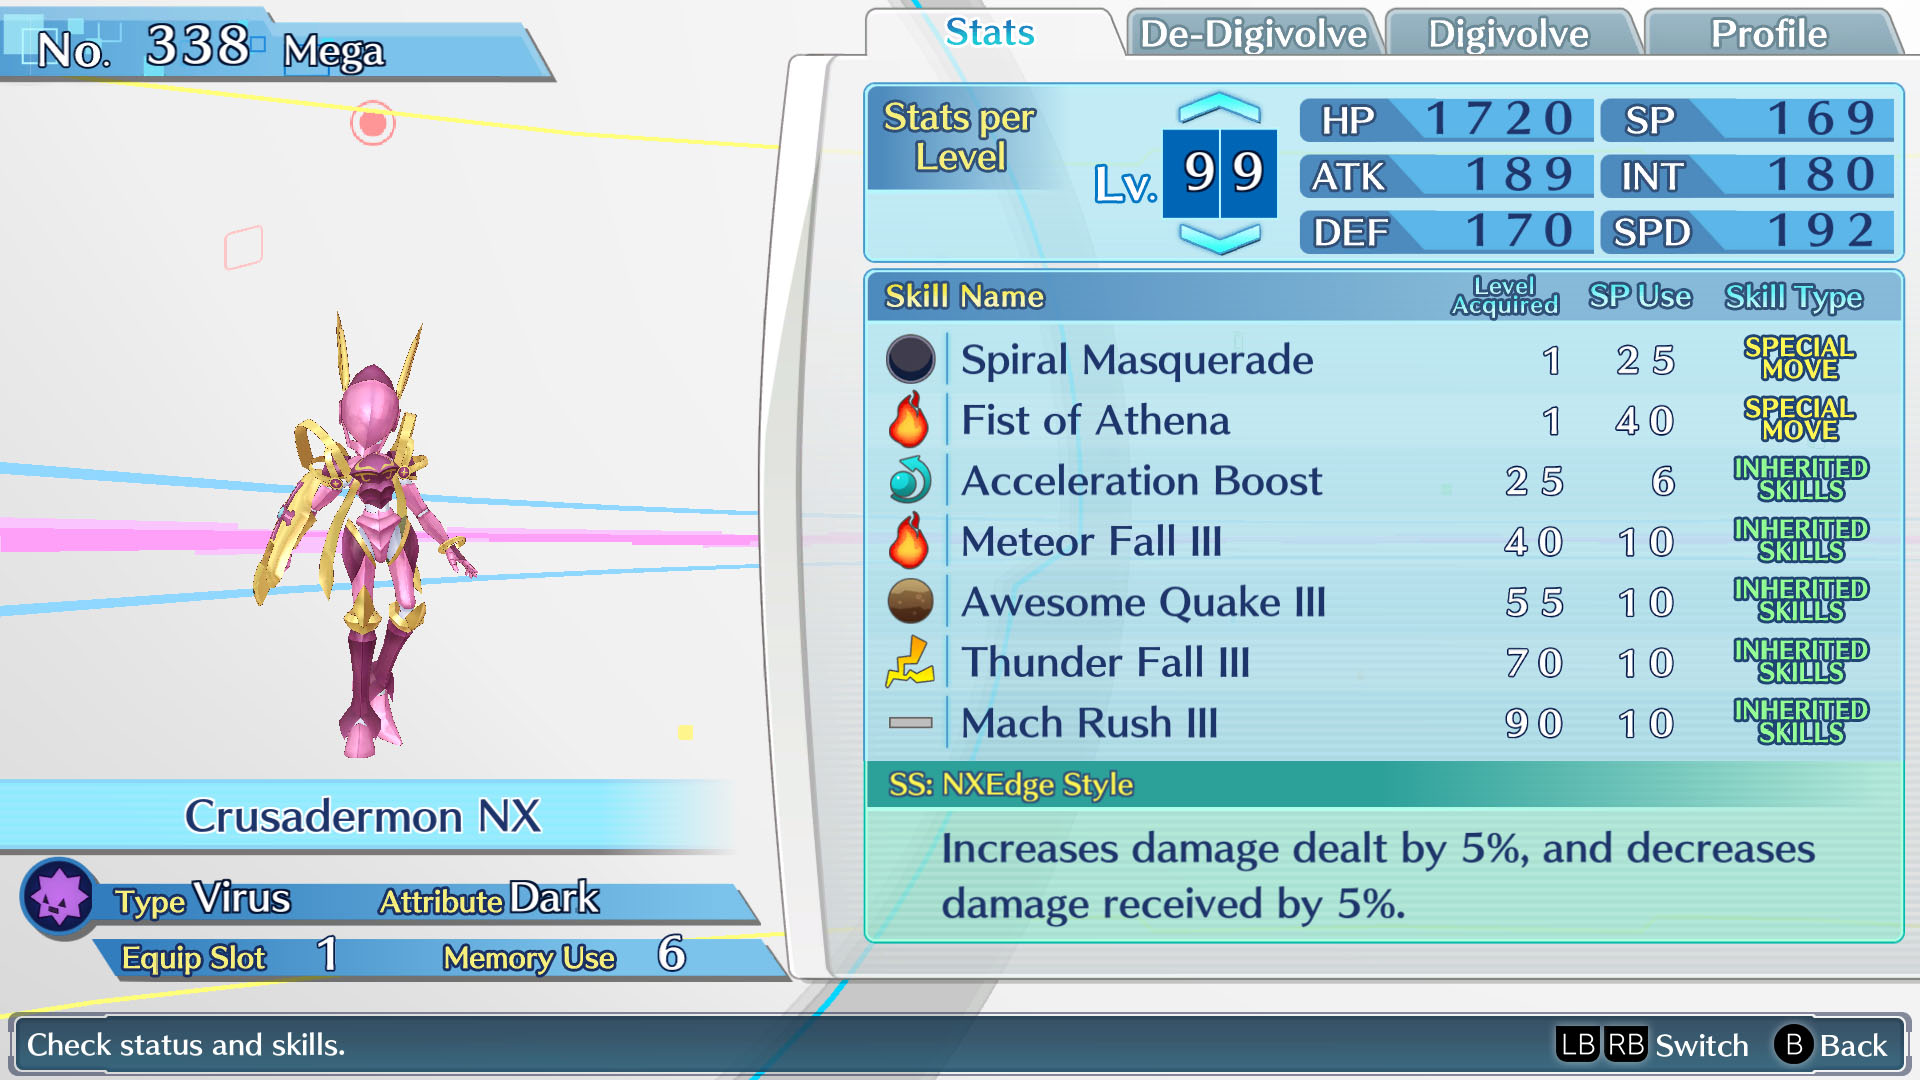 No. 338 Mega
Stats
De-Digivolve
Digivolve
Profile
Stats per
Level
Lv. 99
HP 1720
SP 169
ATK 189
INT 180
DEF 170
SPD 192
Skill Name
Level
Acquired
SP Use
Skill Type
Spiral Masquerade 1 25 SPECIAL
MOVE
Fist of Athena 1 40 SPECIAL
MOVE
Acceleration Boost 25 6 INHERITED
SKILLS
Meteor Fall III 40 10 INHERITED
SKILLS
Awesome Quake III 55 10 INHERITED
SKILLS
Thunder Fall III 70 10 INHERITED
SKILLS
Mach Rush III 90 10 INHERITED
SKILLS
SS: NXEdge Style
Increases damage dealt by 5%, and decreases
damage received by 5%.
Crusadermon NX
Type Virus Attribute Dark
Equip Slot 1 Memory Use 6
Check status and skills.
LB RB Switch B Back